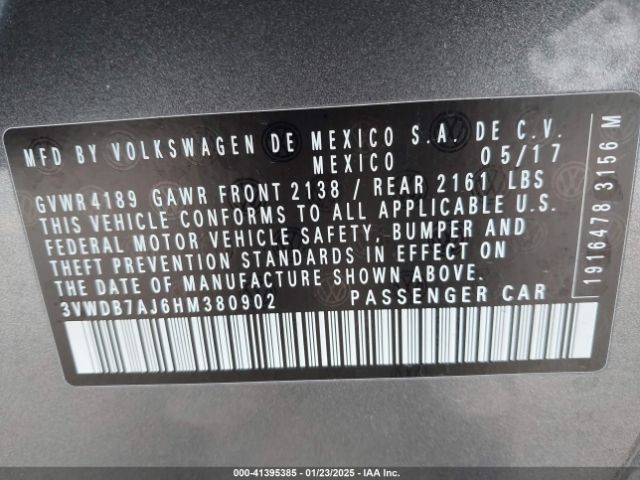 MFD BY VOLKSWAGEN DE MEXICO S.A. DE C.V.
MEXICO 05/17
GVWR 4189 GAWR FRONT 2138 / REAR 2161 LBS
THIS VEHICLE CONFORMS TO ALL APPLICABLE U.S.
FEDERAL MOTOR VEHICLE SAFETY, BUMPER AND
THEFT PREVENTION STANDARDS IN EFFECT ON
THE DATE OF MANUFACTURE SHOWN ABOVE.
3VWDB7AJ6HM380902 PASSENGER CAR
1916478 3156 M
000-41395385 - 01/23/2025 - IAA Inc.